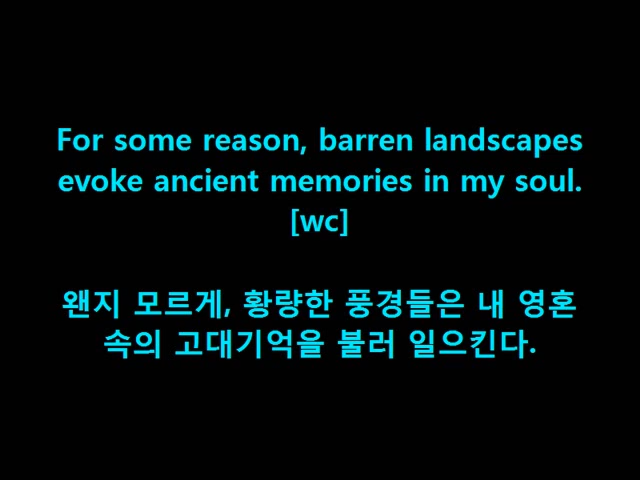 For some reason, barren landscapes
evoke ancient memories in my soul.
[wc]
왠지 모르게, 황량한 풍경들은 내 영혼
속의 고대기억을 불러 일으킨다.